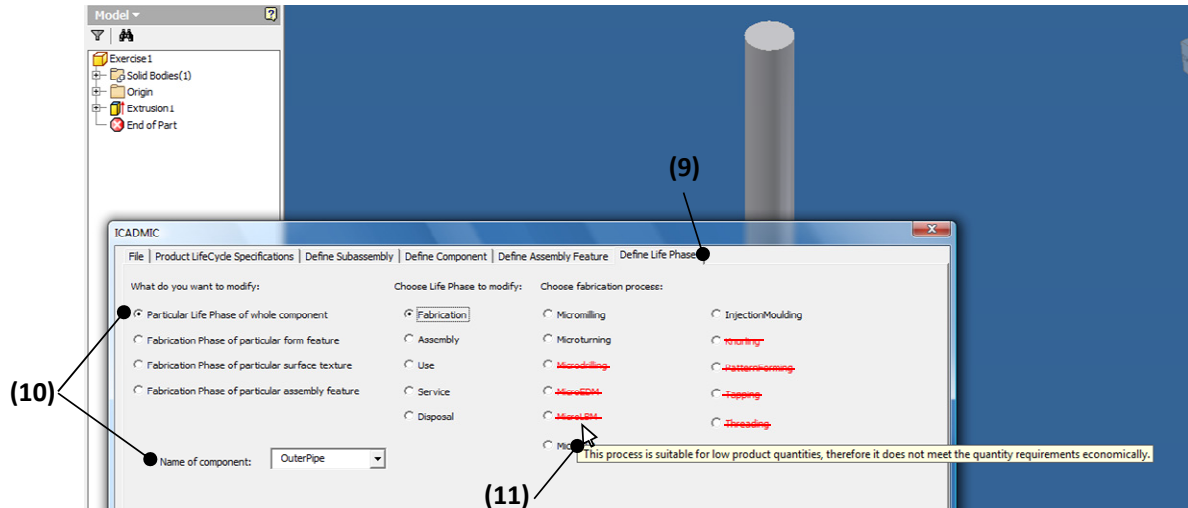 Model
Exercise1
Solid Bodies(1)
Origin
Extrusion1
End of Part
(9)
ICADMIC
File | Product LifeCycle Specifications | Define Subassembly | Define Component | Define Assembly Feature | Define Life Phase
What do you want to modify: Choose Life Phase to modify: Choose fabrication process:
Particular Life Phase of whole component Fabrication Micromilling InjectionMoulding
Fabrication Phase of particular form feature Assembly Microturning Knurling
Fabrication Phase of particular surface texture Use Microdrilling PatternForming
(10)
Fabrication Phase of particular assembly feature Service MicroEDM Tapping
Disposal MicroLBM Threading
Name of component: OuterPipe
This process is suitable for low product quantities, therefore it does not meet the quantity requirements economically.
(11)